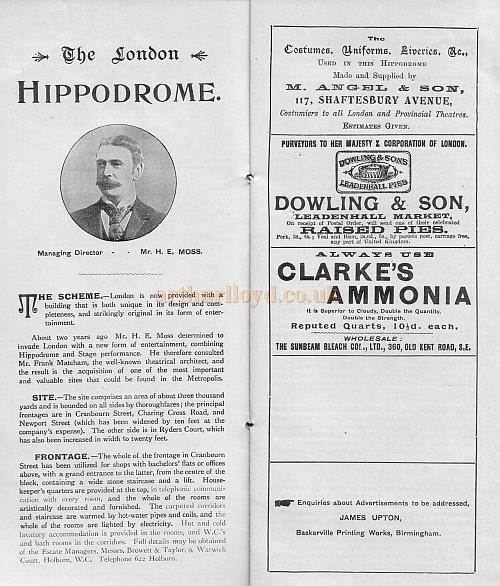 The London
HIPPODROME.
Managing Director - - Mr. H. E. MOSS.
THE SCHEME.—London is now provided with a
building that is both unique in its design and com-
pleteness, and strikingly original in its form of enter-
tainment.
About two years ago Mr. H. E. Moss determined to
invade London with a new form of entertainment, combining
Hippodrome and Stage performance. He therefore consulted
Mr. Frank Matcham, the well-known theatrical architect, and
the result is the acquisition of one of the most important
and valuable sites that could be found in the Metropolis.
SITE.—The site comprises an area of about three thousand
yards and is bounded on all sides by thoroughfares; the principal
frontages are in Cranbourn Street, Charing Cross Road, and
Newport Street (which has been widened by ten feet at the
company's expense). The other side is in Ryders Court, which
has also been increased in width to twenty feet.
FRONTAGE.—The whole of the frontage in Cranbourn
Street has been utilized for shops with bachelors' flats or offices
above, with a grand entrance to the latter, from the centre of the
block, containing a wide stone staircase and a lift. House-
keeper's quarters are provided at the top, in telephonic communi-
cation with every room, and the whole of the rooms are
artistically decorated and furnished. The carpeted corridors
and staircase are warmed by hot-water pipes and coils, and the
whole of the rooms are lighted by electricity. Hot and cold
lavatory accommodation is provided in the rooms, and W.C's
and bath rooms in the corridors. Full details may be obtained
of the Estate Managers, Messrs. Browett & Taylor, 9, Warwick
Court, Holborn, W.C. Telephone 622 Holborn.
The
Costumes, Uniforms, Liveries, &c.,
USED IN THIS HIPPODROME
Made and Supplied by
M. ANGEL & SON,
117, SHAFTESBURY AVENUE,
Costumiers to all London and Provincial Theatres.
ESTIMATES GIVEN.
PURVEYORS TO HER MAJESTY & CORPORATION OF LONDON.
DOWLING & SONS
LEADENHALL PIES
DOWLING & SON,
LEADENHALL MARKET,
On receipt of Postal Order, will send one of their celebrated
RAISED PIES.
any part of United Kingdom.
ALWAYS USE
CLARKE'S
AMMONIA
It is Superior to Cloudy, Double the Quantity,
Double the Strength.
Reputed Quarts, 10½d. each.
WHOLESALE:
THE SUNBEAM BLEACH CO., LTD., 360, OLD KENT ROAD, S.E.
Enquiries about Advertisements to be addressed,
JAMES UPTON,
Baskerville Printing Works, Birmingham.
arthurlloyd.co.uk